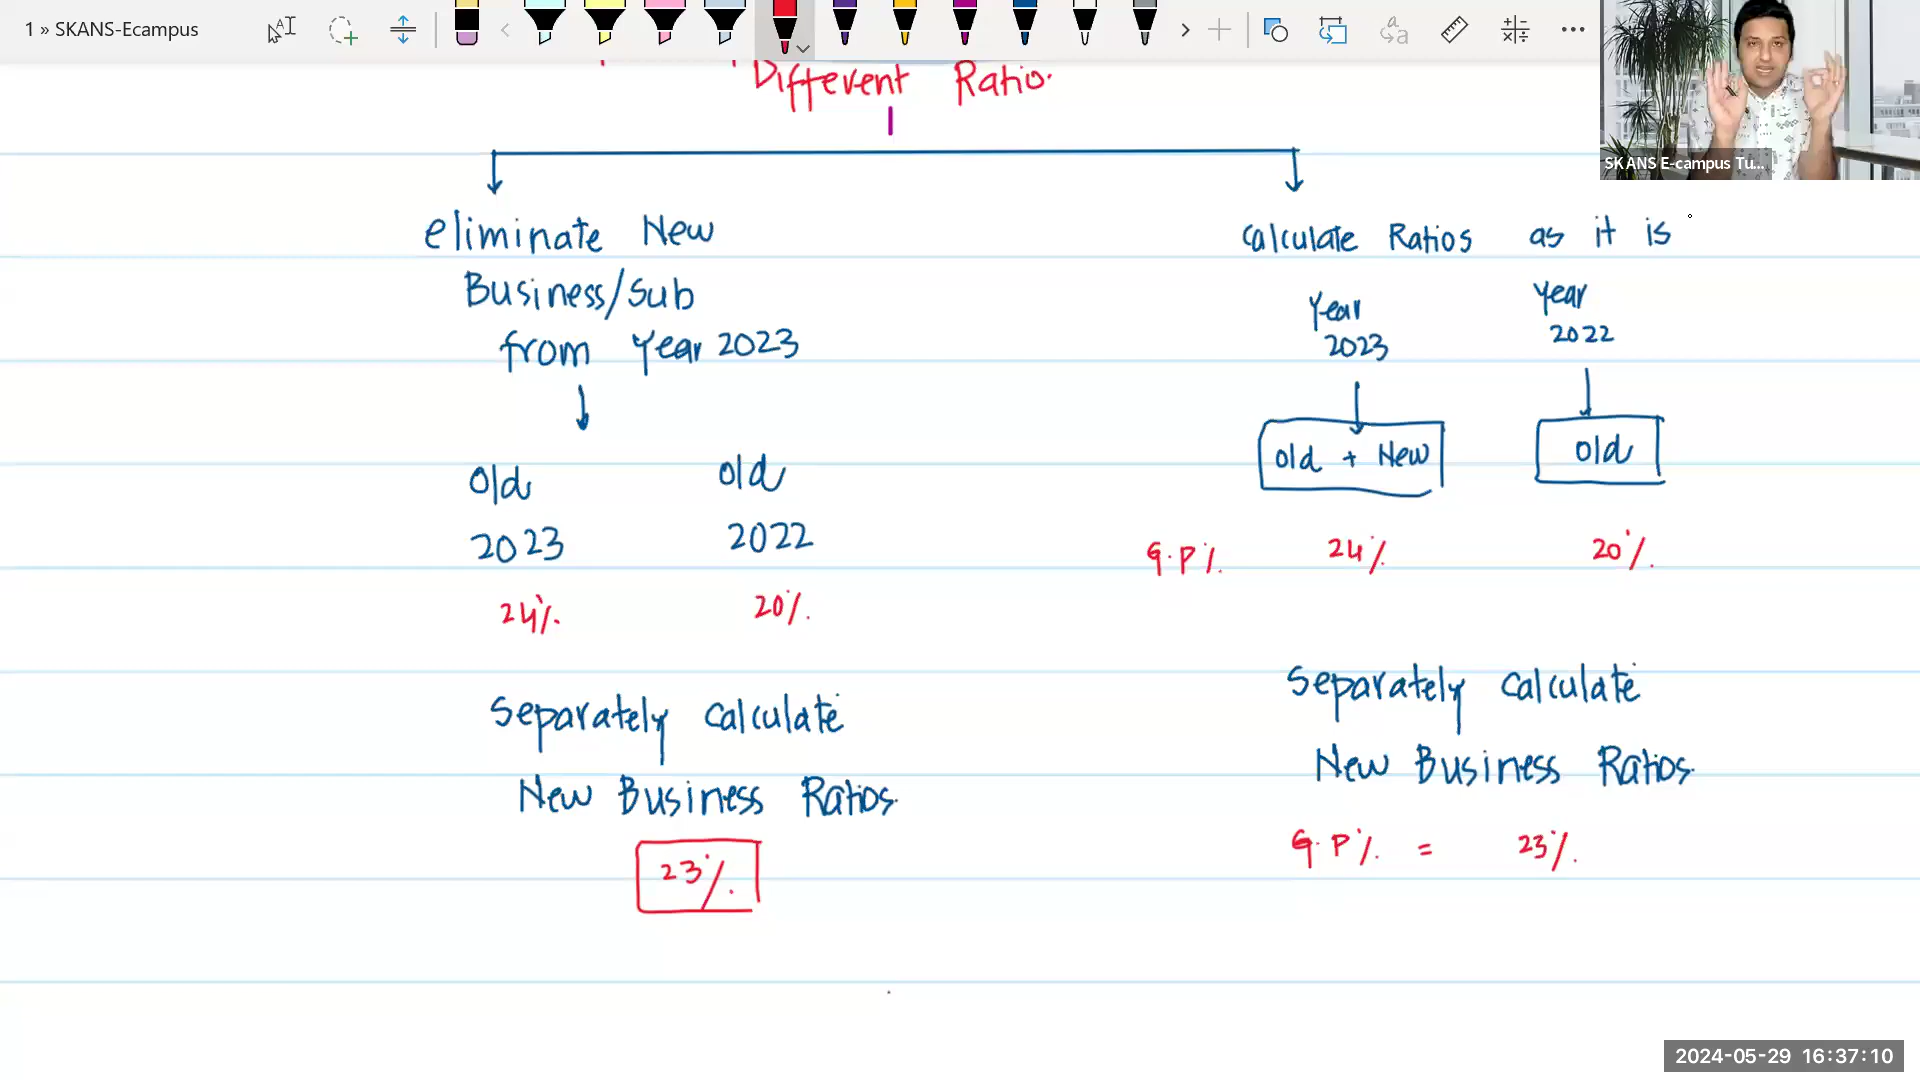 1 » SKANS-Ecampus
Different Ratio.
SKANS E-campus Tu...
eliminate New
Business/Sub
from Year 2023
Old Old
2023 2022
24% 20%
Separately Calculate
New Business Ratios.
23%
Calculate Ratios as it is
Year Year
2023 2022
Old + New Old
G.P% 24% 20%
Separately Calculate
New Business Ratios.
G.P% = 23%
2024-05-29 16:37:10